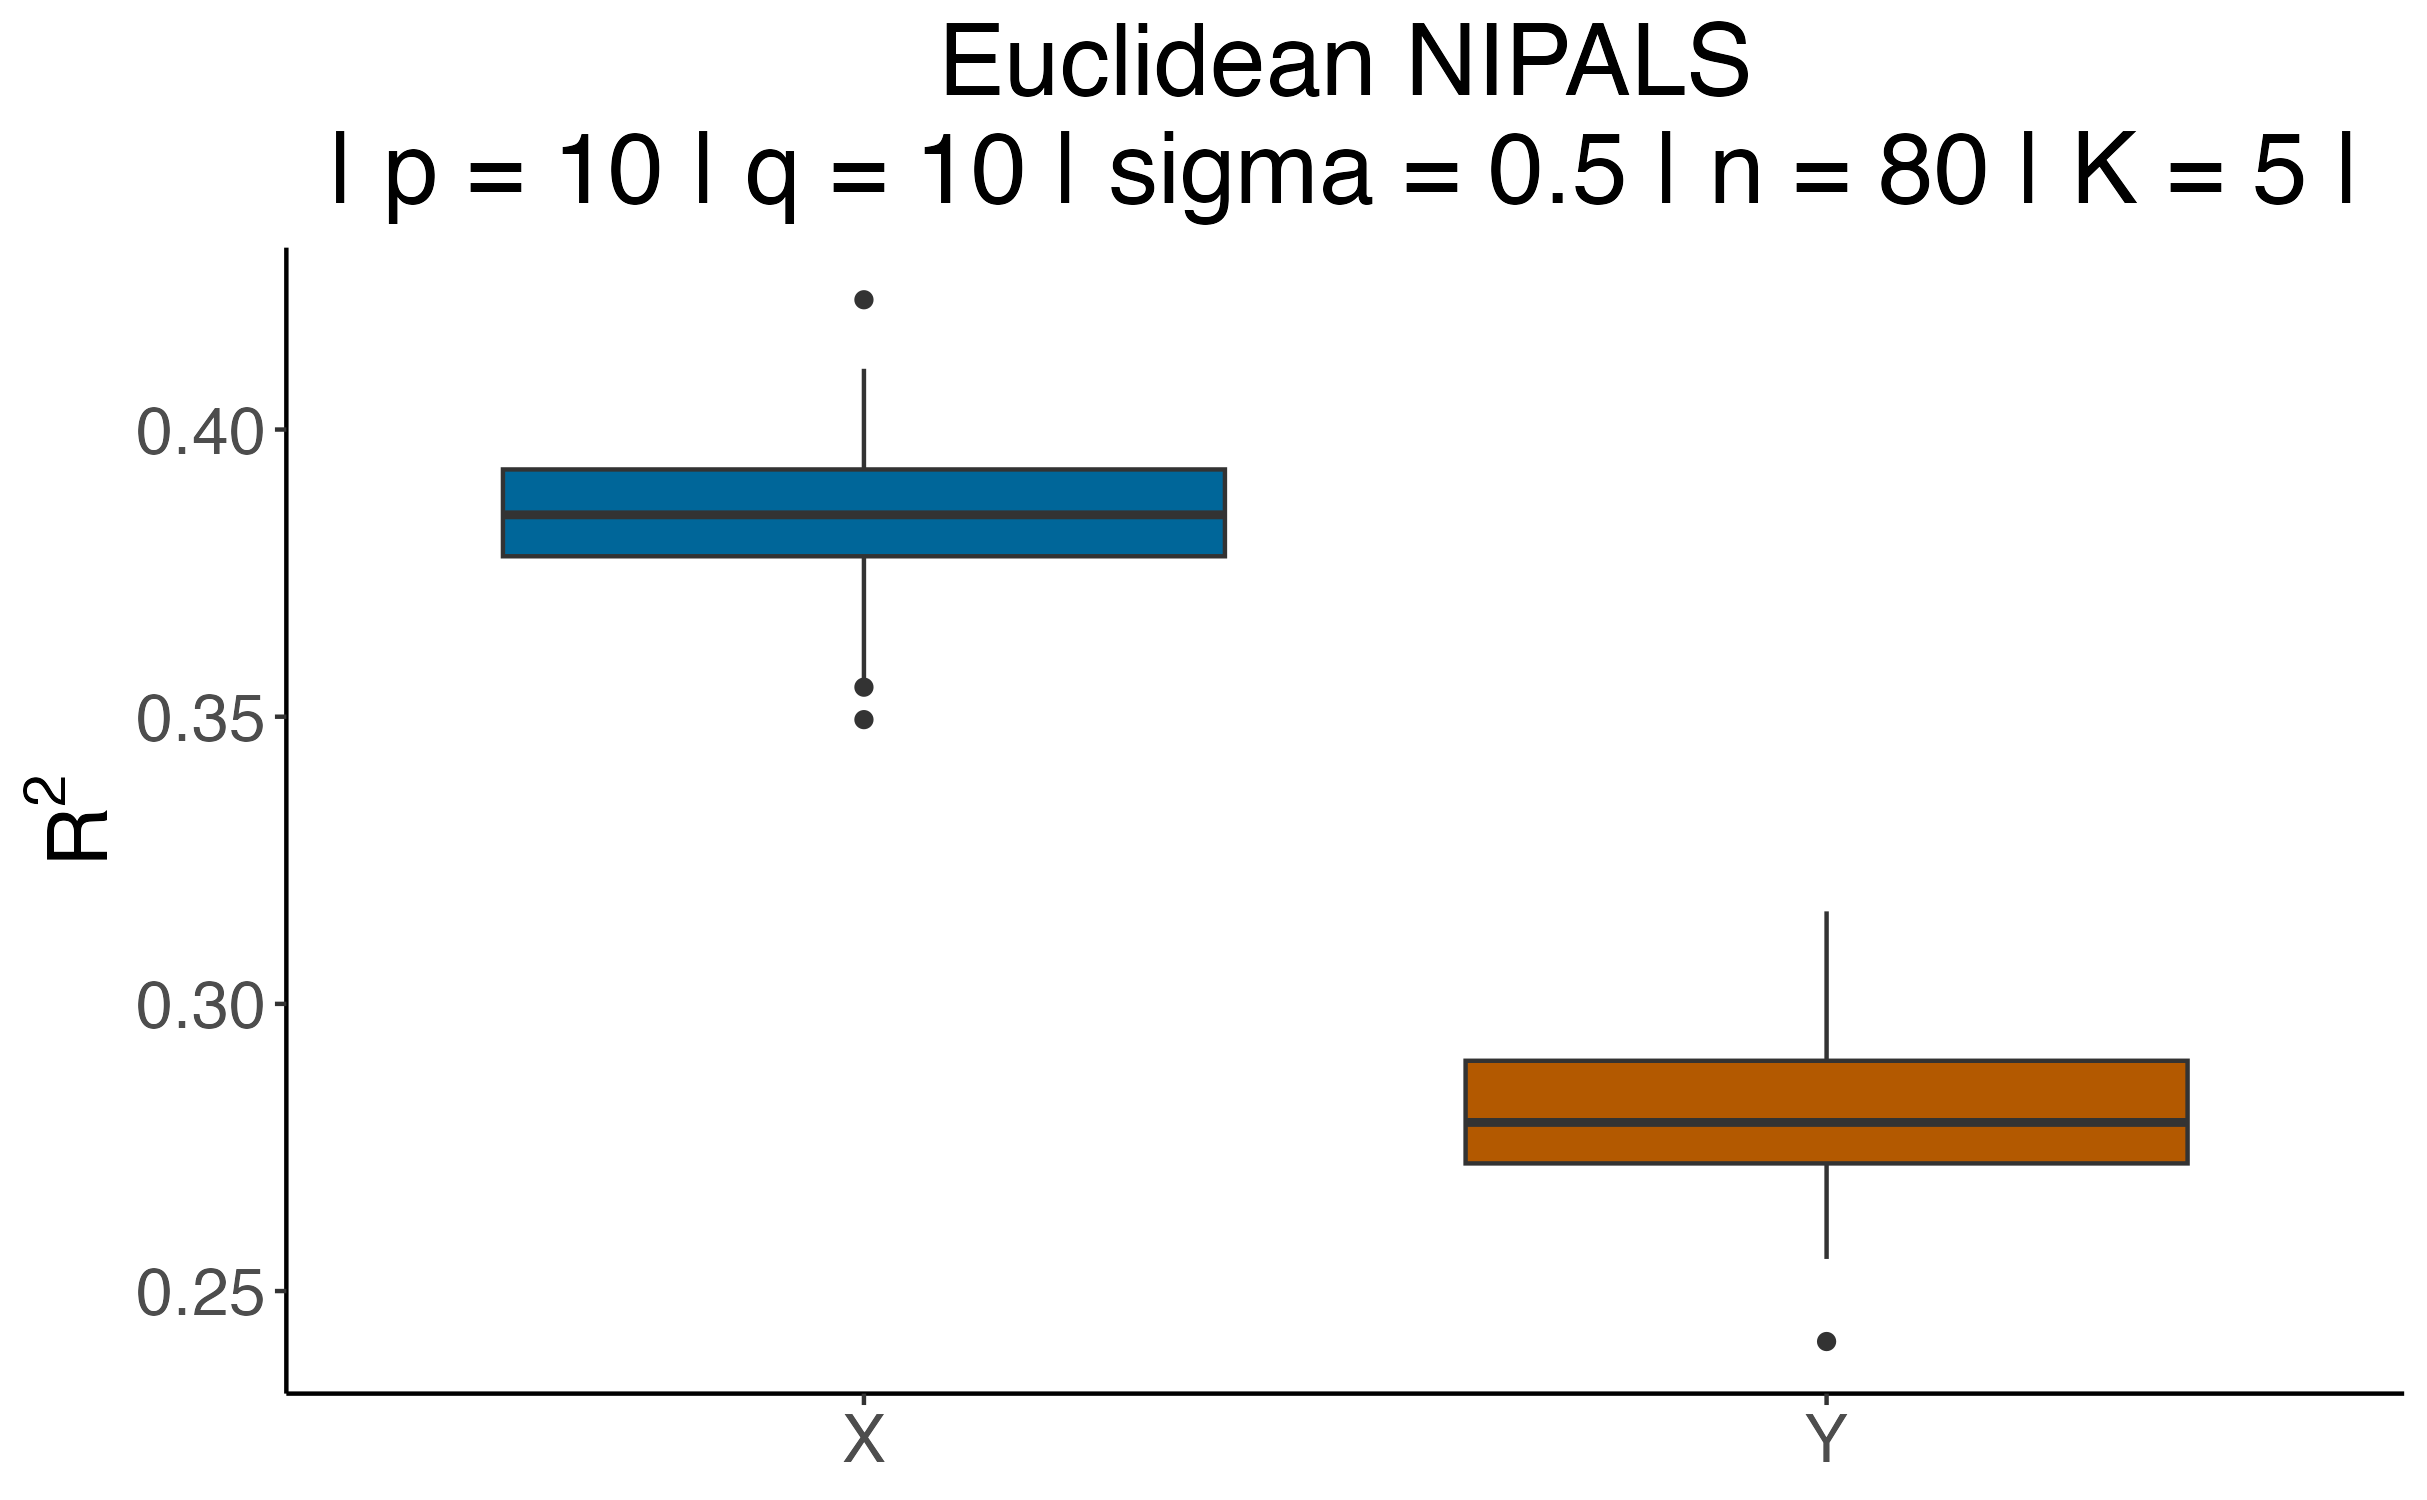 Euclidean NIPALS
| p = 10 | q = 10 | sigma = 0.5 | n = 80 | K = 5 |
0.40
0.35
0.30
0.25
R²
X
Y